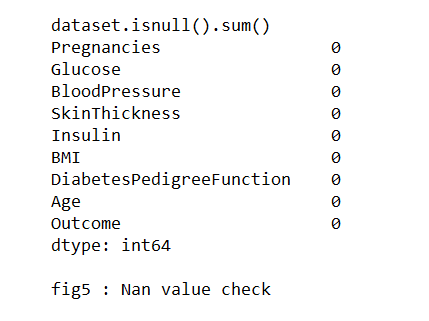 dataset.isnull().sum()
Pregnancies 0
Glucose 0
BloodPressure 0
SkinThickness 0
Insulin 0
BMI 0
DiabetesPedigreeFunction 0
Age 0
Outcome 0
dtype: int64
fig5 : Nan value check